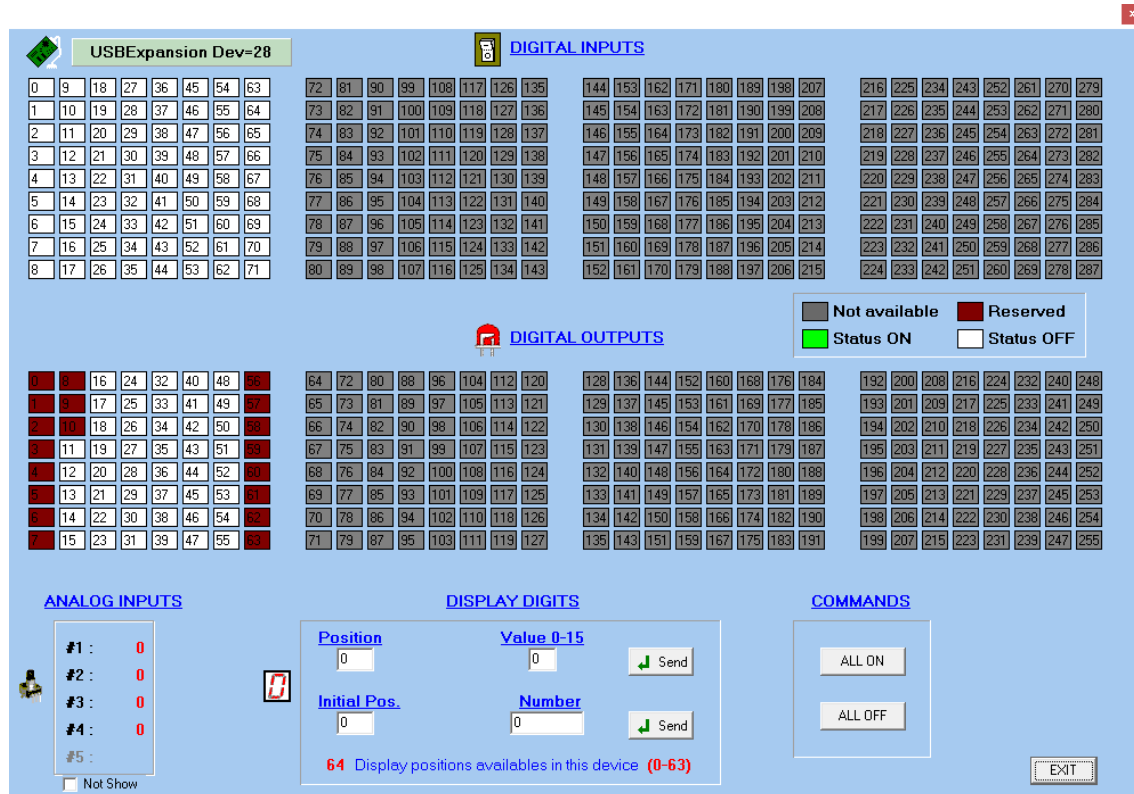 USBExpansion Dev=28
DIGITAL INPUTS
0 9 18 27 36 45 54 63 72 81 90 99 108 117 126 135 144 153 162 171 180 189 198 207 216 225 234 243 252 261 270 279
1 10 19 28 37 46 55 64 73 82 91 100 109 118 127 136 145 154 163 172 181 190 199 208 217 226 235 244 253 262 271 280
2 11 20 29 38 47 56 65 74 83 92 101 110 119 128 137 146 155 164 173 182 191 200 209 218 227 236 245 254 263 272 281
3 12 21 30 39 48 57 66 75 84 93 102 111 120 129 138 147 156 165 174 183 192 201 210 219 228 237 246 255 264 273 282
4 13 22 31 40 49 58 67 76 85 94 103 112 121 130 139 148 157 166 175 184 193 202 211 220 229 238 247 256 265 274 283
5 14 23 32 41 50 59 68 77 86 95 104 113 122 131 140 149 158 167 176 185 194 203 212 221 230 239 248 257 266 275 284
6 15 24 33 42 51 60 69 78 87 96 105 114 123 132 141 150 159 168 177 186 195 204 213 222 231 240 249 258 267 276 285
7 16 25 34 43 52 61 70 79 88 97 106 115 124 133 142 151 160 169 178 187 196 205 214 223 232 241 250 259 268 277 286
8 17 26 35 44 53 62 71 80 89 98 107 116 125 134 143 152 161 170 179 188 197 206 215 224 233 242 251 260 269 278 287
Not available Reserved
Status ON Status OFF
DIGITAL OUTPUTS
0 8 16 24 32 40 48 56 64 72 80 88 96 104 112 120 128 136 144 152 160 168 176 184 192 200 208 216 224 232 240 248
1 9 17 25 33 41 49 57 65 73 81 89 97 105 113 121 129 137 145 153 161 169 177 185 193 201 209 217 225 233 241 249
2 10 18 26 34 42 50 58 66 74 82 90 98 106 114 122 130 138 146 154 162 170 178 186 194 202 210 218 226 234 242 250
3 11 19 27 35 43 51 59 67 75 83 91 99 107 115 123 131 139 147 155 163 171 179 187 195 203 211 219 227 235 243 251
4 12 20 28 36 44 52 60 68 76 84 92 100 108 116 124 132 140 148 156 164 172 180 188 196 204 212 220 228 236 244 252
5 13 21 29 37 45 53 61 69 77 85 93 101 109 117 125 133 141 149 157 165 173 181 189 197 205 213 221 229 237 245 253
6 14 22 30 38 46 54 62 70 78 86 94 102 110 118 126 134 142 150 158 166 174 182 190 198 206 214 222 230 238 246 254
7 15 23 31 39 47 55 63 71 79 87 95 103 111 119 127 135 143 151 159 167 175 183 191 199 207 215 223 231 239 247 255
ANALOG INPUTS
#1 : 0
#2 : 0
#3 : 0
#4 : 0
#5 :
Not Show
DISPLAY DIGITS
0
Position Value 0-15
0 0 Send
Initial Pos. Number
0 0 Send
64 Display positions availables in this device (0-63)
COMMANDS
ALL ON
ALL OFF
EXIT